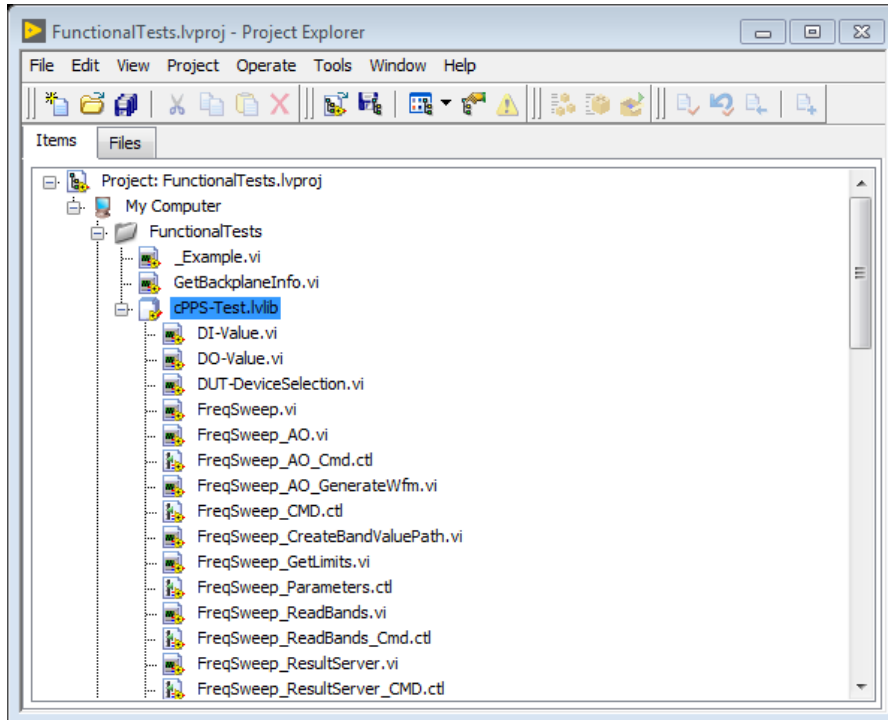 FunctionalTests.lvproj - Project Explorer
File Edit View Project Operate Tools Window Help
Items Files
Project: FunctionalTests.lvproj
My Computer
FunctionalTests
_Example.vi
GetBackplaneInfo.vi
cPPS-Test.lvlib
DI-Value.vi
DO-Value.vi
DUT-DeviceSelection.vi
FreqSweep.vi
FreqSweep_AO.vi
FreqSweep_AO_Cmd.ctl
FreqSweep_AO_GenerateWfm.vi
FreqSweep_CMD.ctl
FreqSweep_CreateBandValuePath.vi
FreqSweep_GetLimits.vi
FreqSweep_Parameters.ctl
FreqSweep_ReadBands.vi
FreqSweep_ReadBands_Cmd.ctl
FreqSweep_ResultServer.vi
FreqSweep_ResultServer_CMD.ctl